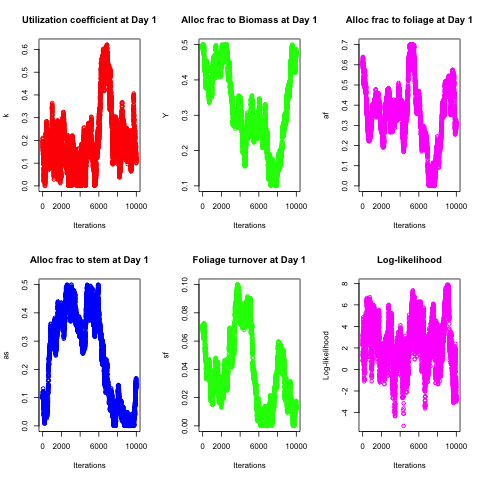 Utilization coefficient at Day 1
Alloc frac to Biomass at Day 1
Alloc frac to foliage at Day 1
k
0.0 0.1 0.2 0.3 0.4 0.5 0.6
0 2000 6000 10000
Iterations
Y
0.1 0.2 0.3 0.4 0.5
0 2000 6000 10000
Iterations
af
0.0 0.1 0.2 0.3 0.4 0.5 0.6 0.7
0 2000 6000 10000
Iterations
Alloc frac to stem at Day 1
Foliage turnover at Day 1
Log-likelihood
as
0.0 0.1 0.2 0.3 0.4 0.5
0 2000 6000 10000
Iterations
sf
0.00 0.02 0.04 0.06 0.08 0.10
0 2000 6000 10000
Iterations
Log-likelihood
-4 -2 0 2 4 6 8
0 2000 6000 10000
Iterations